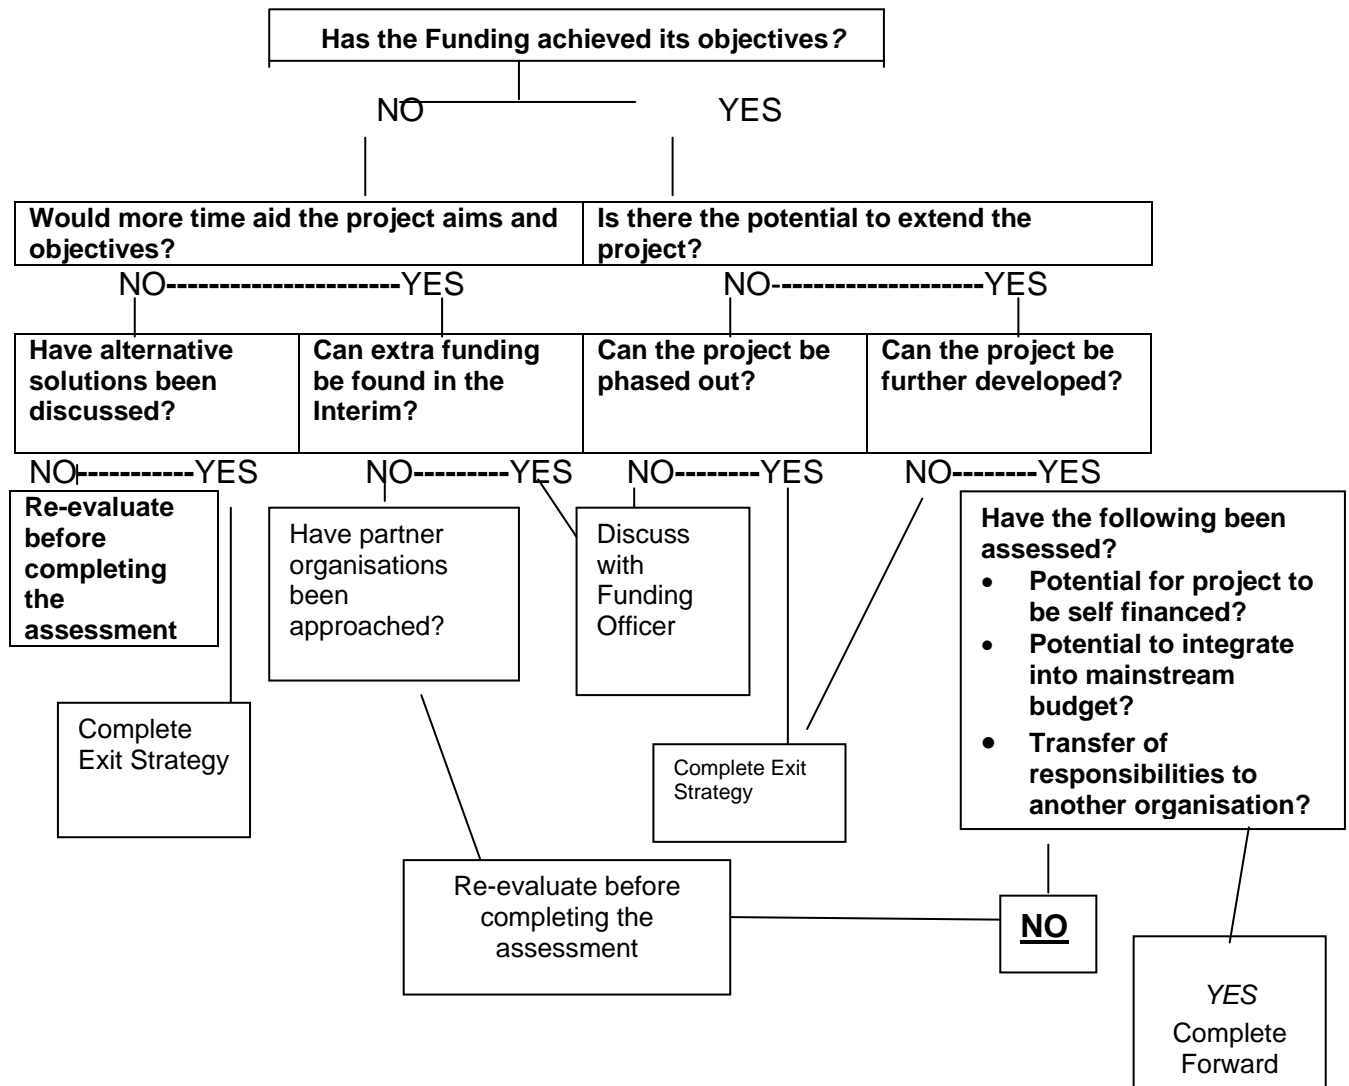 Has the Funding achieved its objectives?
NO YES
Would more time aid the project aims and
objectives?
Is there the potential to extend the
project?
NO----------------------YES
NO--------------------YES
Have alternative
solutions been
discussed?
Can extra funding
be found in the
Interim?
Can the project be
phased out?
Can the project be
further developed?
NO-----------YES
NO---------YES
NO--------YES
NO--------YES
Re-evaluate
before
completing
the
assessment
Have partner
organisations
been
approached?
Discuss
with
Funding
Officer
Have the following been
assessed?
• Potential for project to
be self financed?
• Potential to integrate
into mainstream
budget?
• Transfer of
responsibilities to
another organisation?
Complete
Exit Strategy
Complete Exit
Strategy
Re-evaluate before
completing the
assessment
NO
YES
Complete
Forward